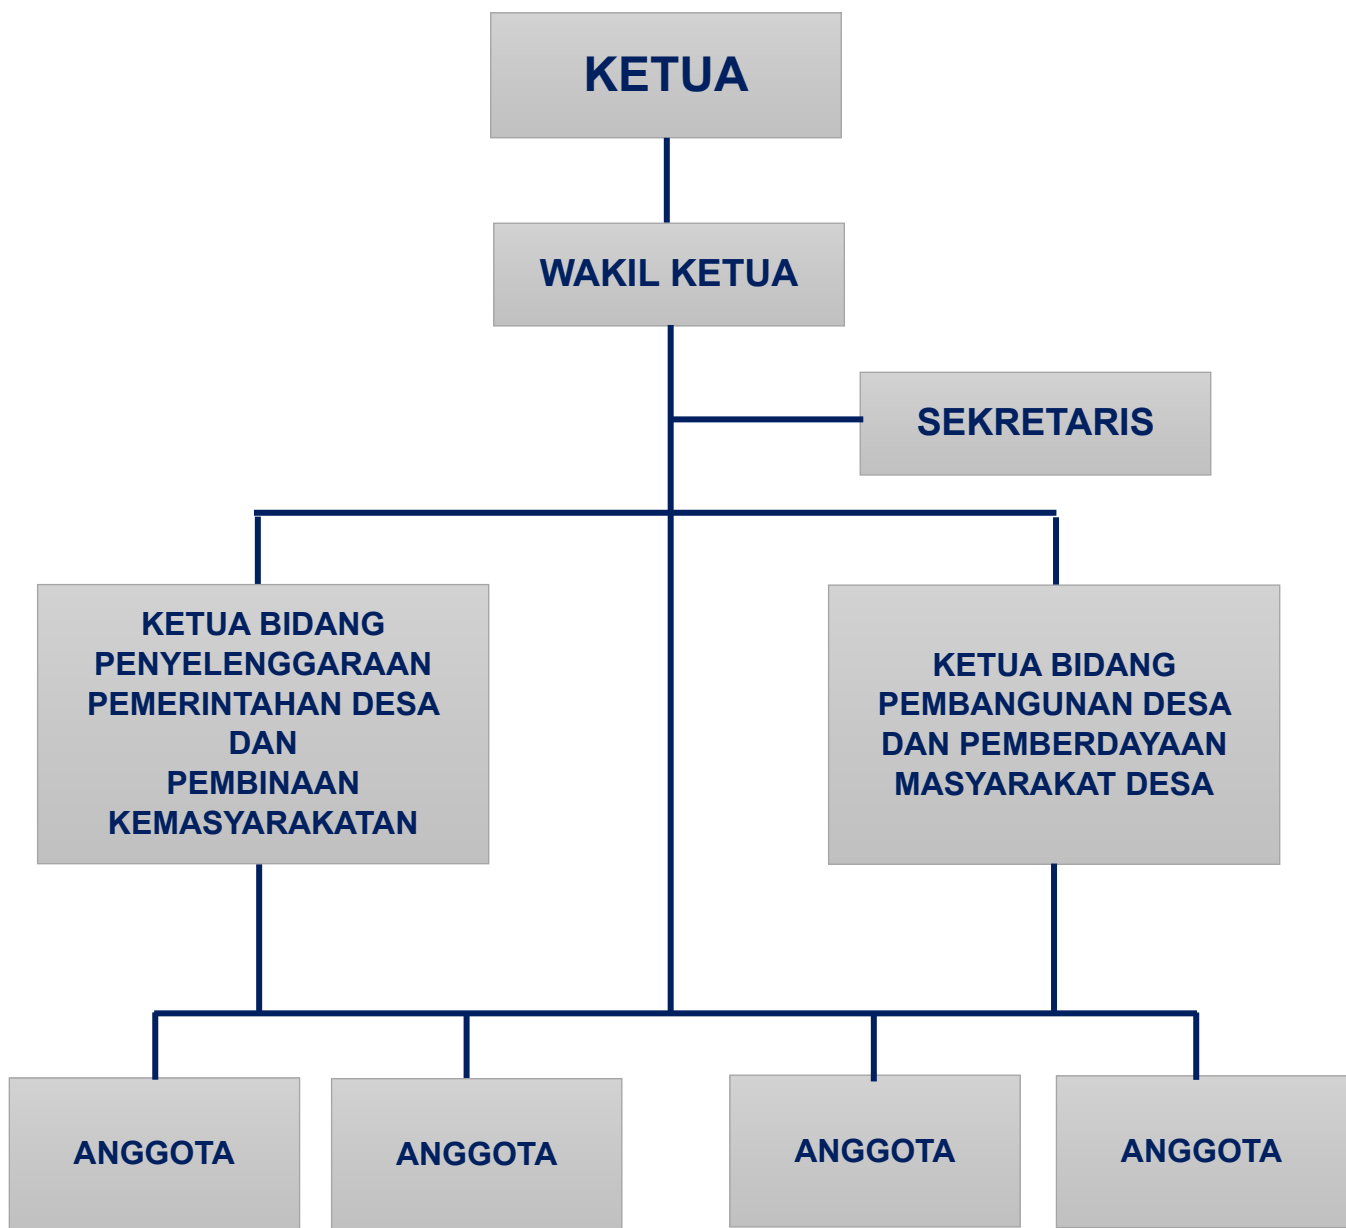 KETUA
WAKIL KETUA
SEKRETARIS
KETUA BIDANG
PENYELENGGARAAN
PEMERINTAHAN DESA
DAN
PEMBINAAN
KEMASYARAKATAN
KETUA BIDANG
PEMBANGUNAN DESA
DAN PEMBERDAYAAN
MASYARAKAT DESA
ANGGOTA
ANGGOTA
ANGGOTA
ANGGOTA